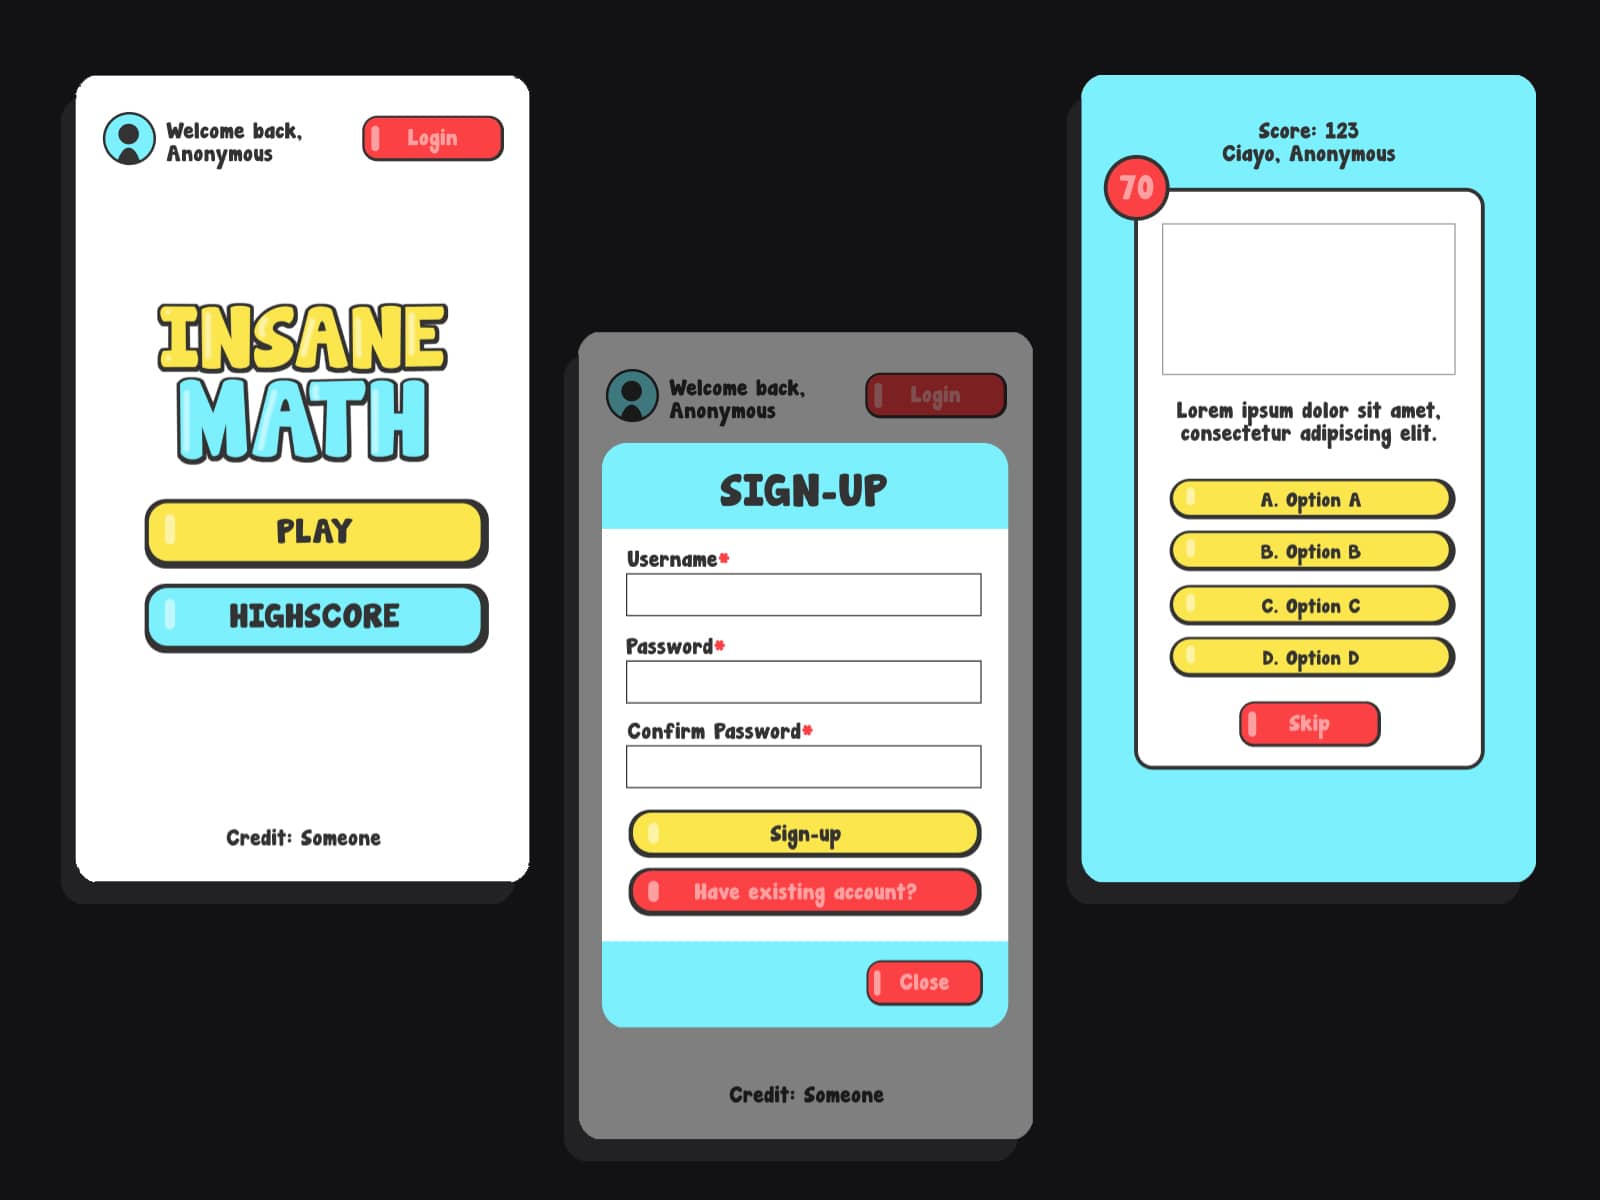 Welcome back,
Anonymous
Login
INSANE
MATH
PLAY
HIGHSCORE
Credit: Someone
Welcome back,
Anonymous
Login
SIGN-UP
Username*
Password*
Confirm Password*
Sign-up
Have existing account?
Close
Credit: Someone
Score: 123
Ciayo, Anonymous
70
Lorem ipsum dolor sit amet,
consectetur adipiscing elit.
A. Option A
B. Option B
C. Option C
D. Option D
Skip